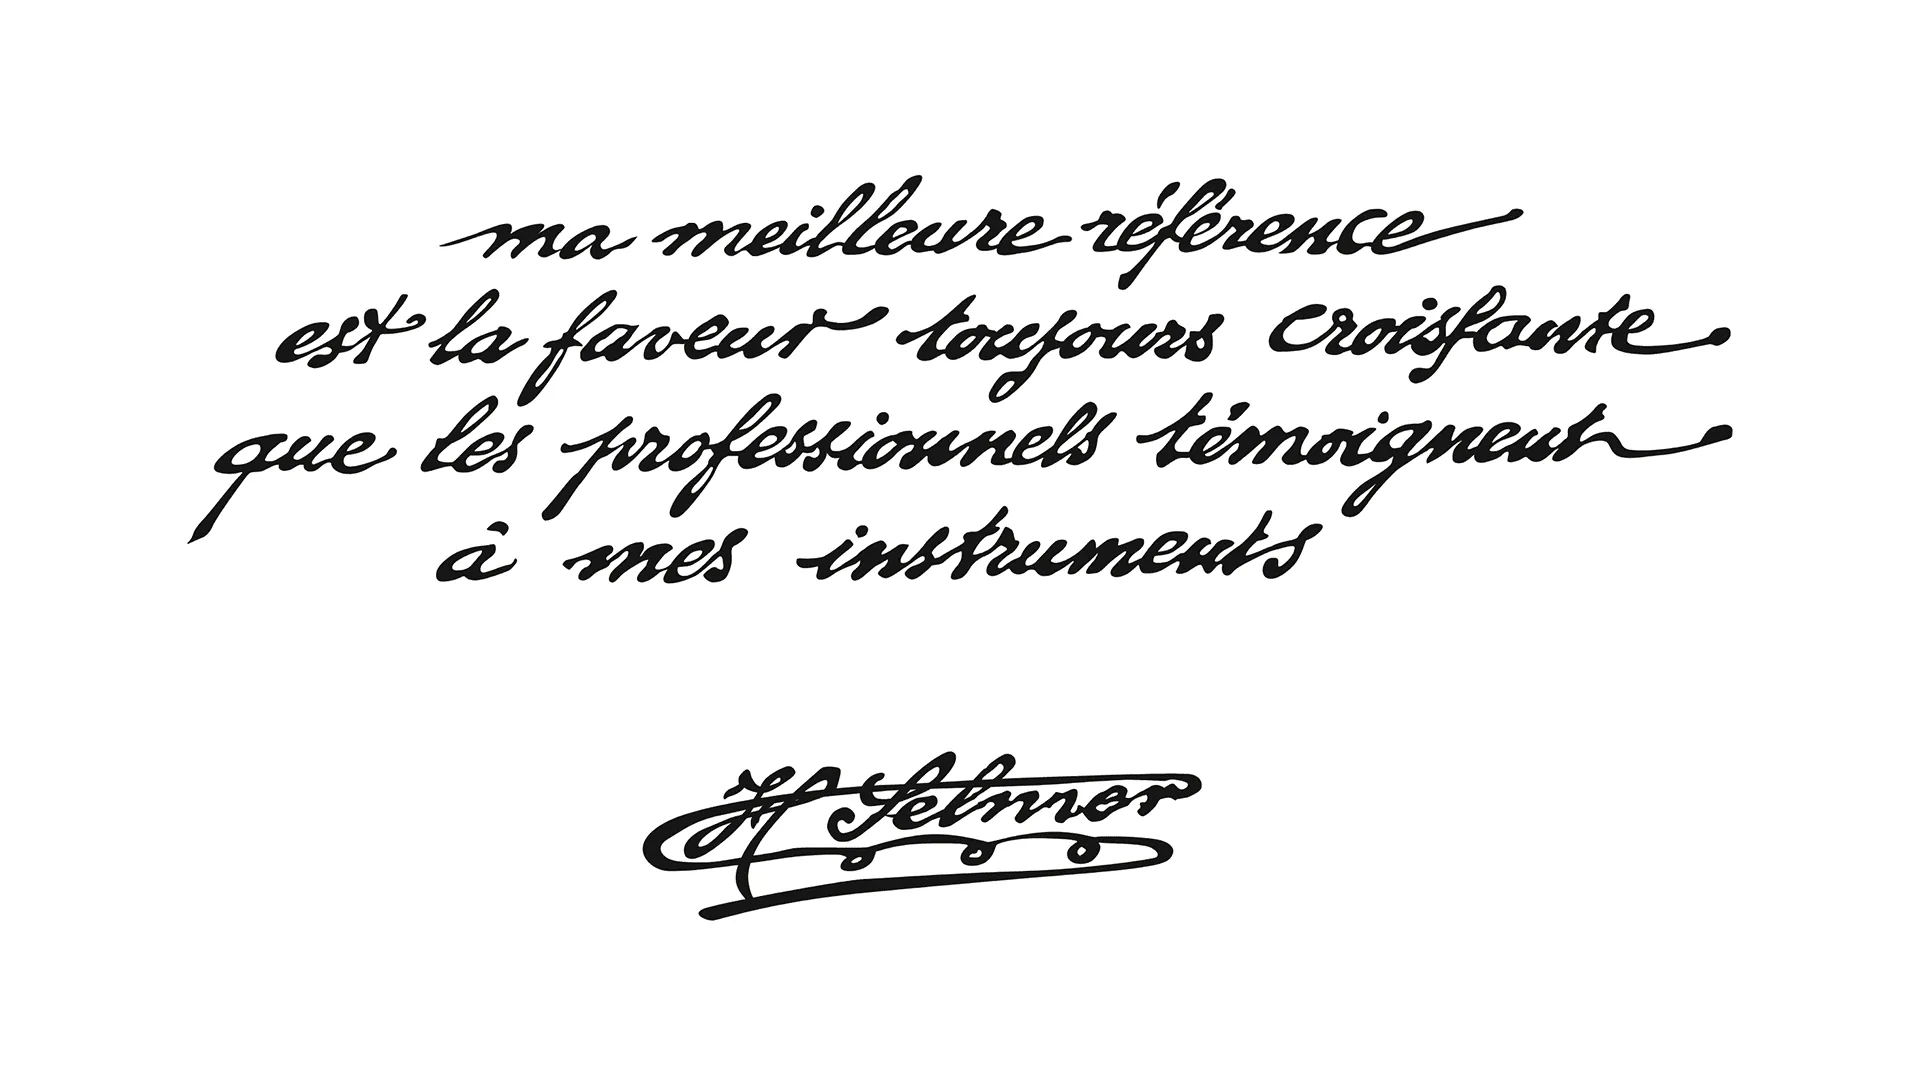 ma meilleure référence
est la faveur toujours croissante
que les professionnels témoignent
à mes instruments
H Selmer